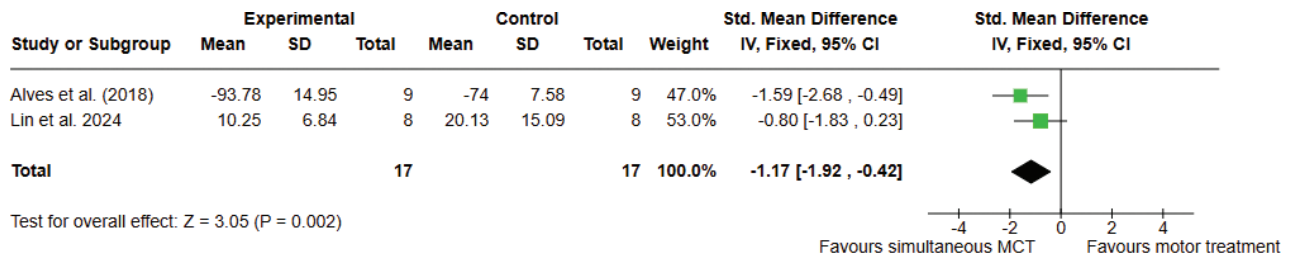 Experimental Control Std. Mean Difference Std. Mean Difference
Study or Subgroup Mean SD Total Mean SD Total Weight IV, Fixed, 95% CI IV, Fixed, 95% CI
Alves et al. (2018) -93.78 14.95 9 -74 7.58 9 47.0% -1.59 [-2.68 , -0.49]
Lin et al. 2024 10.25 6.84 8 20.13 15.09 8 53.0% -0.80 [-1.83 , 0.23]
Total 17 17 100.0% -1.17 [-1.92 , -0.42]
Test for overall effect: Z = 3.05 (P = 0.002)
-4 -2 0 2 4
Favours simultaneous MCT Favours motor treatment